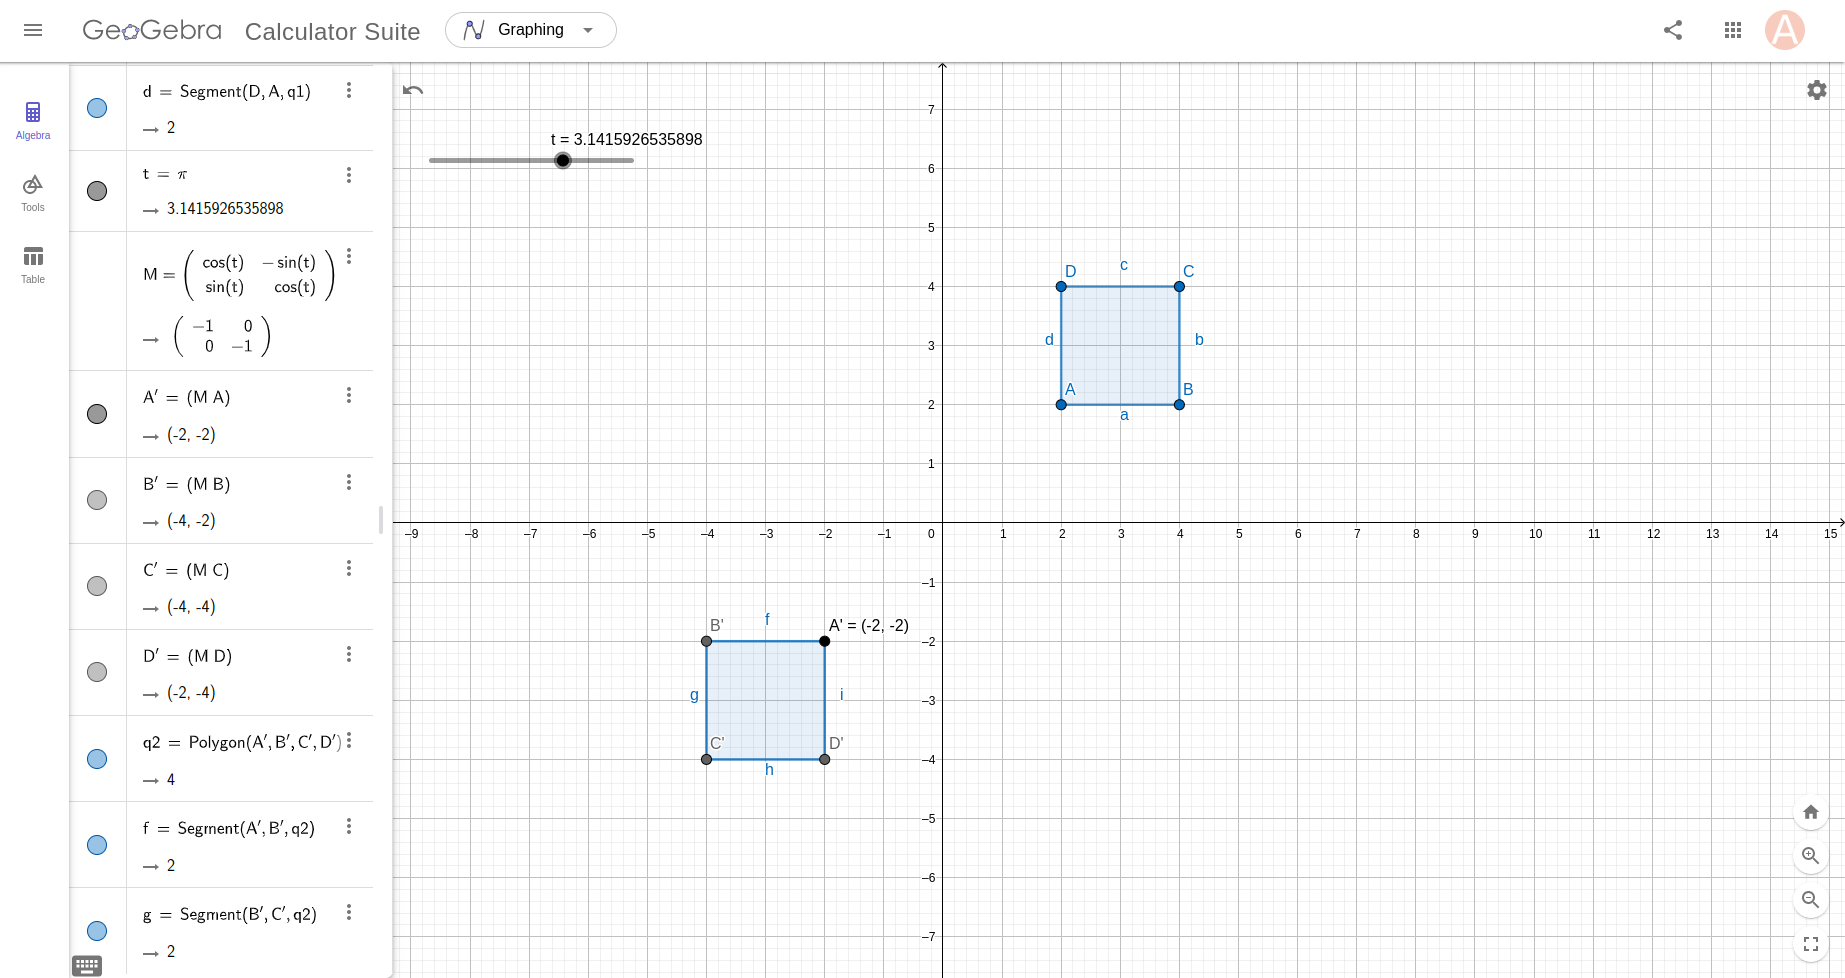 GeoGebra Calculator Suite Graphing A
Algebra
Tools
Table
d = Segment(D, A, q1)
→ 2
t = π
→ 3.1415926535898
M = ( cos(t) −sin(t)
sin(t) cos(t) )
→ ( −1 0
0 −1 )
A′ = (M A)
→ (-2, -2)
B′ = (M B)
→ (-4, -2)
C′ = (M C)
→ (-4, -4)
D′ = (M D)
→ (-2, -4)
q2 = Polygon(A′, B′, C′, D′)
→ 4
f = Segment(A′, B′, q2)
→ 2
g = Segment(B′, C′, q2)
→ 2
t = 3.1415926535898
7
6
5
4
3
2
1
–9 –8 –7 –6 –5 –4 –3 –2 –1 0 1 2 3 4 5 6 7 8 9 10 11 12 13 14 15
–1
–2
–3
–4
–5
–6
–7
D c C
d b
A B
a
B' f A' = (-2, -2)
g i
C' D'
h